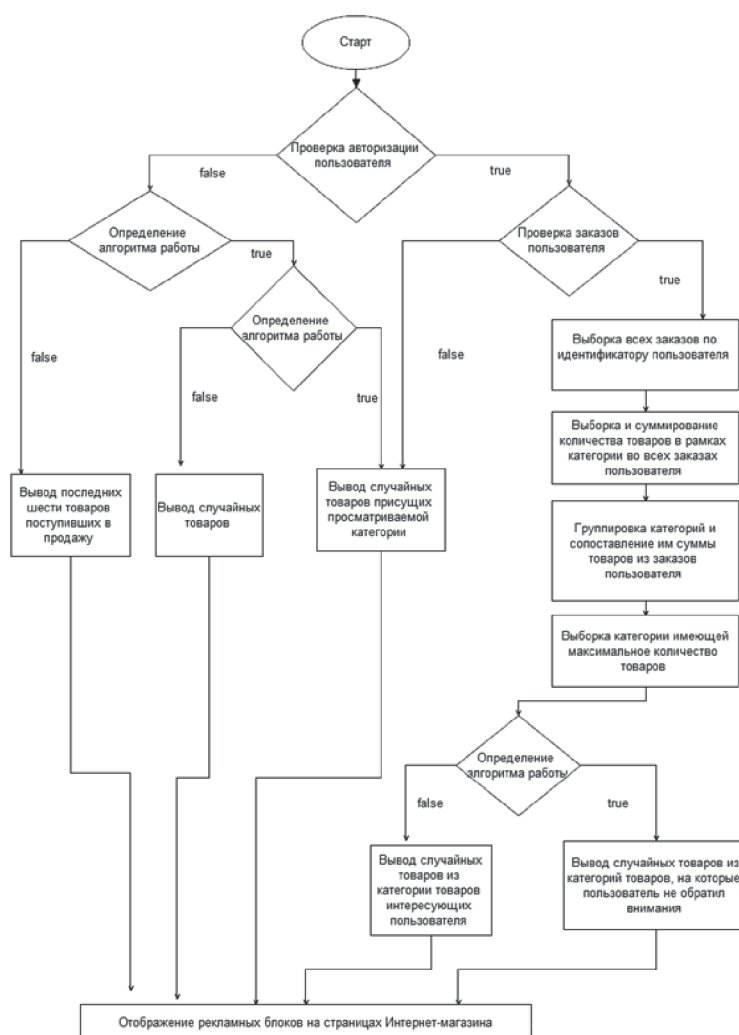 Старт
Проверка авторизации
пользователя
false
true
Определение
алгоритма работы
Проверка заказов
пользователя
true
true
Определение
алгоритма работы
Выборка всех заказов по
идентификатору пользователя
false
false
false
true
Выборка и суммирование
количества товаров в рамках
категории во всех заказах
пользователя
Вывод последних
шести товаров
поступивших в
продажу
Вывод случайных
товаров
Вывод случайных
товаров присущих
просматриваемой
категории
Группировка категорий и
сопоставление им суммы
товаров из заказов
пользователя
Выборка категории имеющей
максимальное количество
товаров
Определение
алгоритма работы
false
true
Вывод случайных
товаров из
категории товаров
интересующих
пользователя
Вывод случайных товаров из
категорий товаров, на которые
пользователь не обратил
внимания
Отображение рекламных блоков на страницах Интернет-магазина